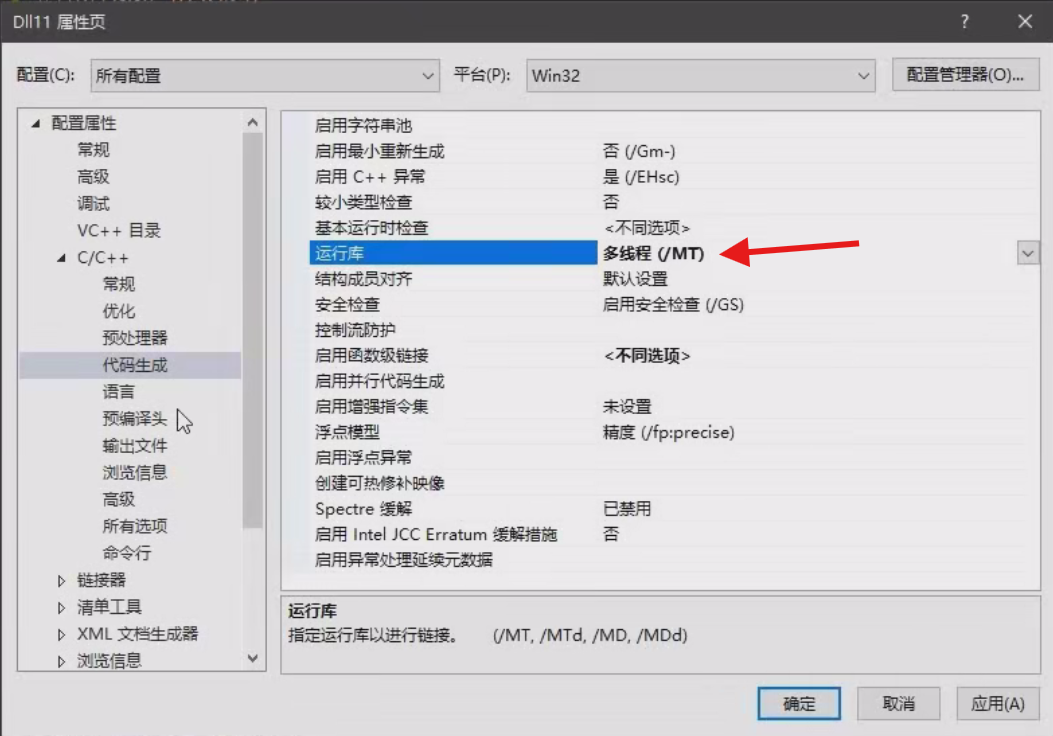 Dll11 属性页
配置(C): 所有配置 平台(P): Win32 配置管理器(O)...
配置属性
常规
高级
调试
VC++ 目录
C/C++
常规
优化
预处理器
代码生成
语言
预编译头
输出文件
浏览信息
高级
所有选项
命令行
链接器
清单工具
XML 文档生成器
浏览信息
启用字符串池
启用最小重新生成 否 (/Gm-)
启用 C++ 异常 是 (/EHsc)
较小类型检查 否
基本运行时检查 <不同选项>
运行库 多线程 (/MT)
结构成员对齐 默认设置
安全检查 启用安全检查 (/GS)
控制流防护
启用函数级链接 <不同选项>
启用并行代码生成
启用增强指令集 未设置
浮点模型 精度 (/fp:precise)
启用浮点异常
创建可热修补映像
Spectre 缓解 已禁用
启用 Intel JCC Erratum 缓解措施 否
启用异常处理延续元数据
运行库
指定运行库以进行链接。 (/MT, /MTd, /MD, /MDd)
确定 取消 应用(A)